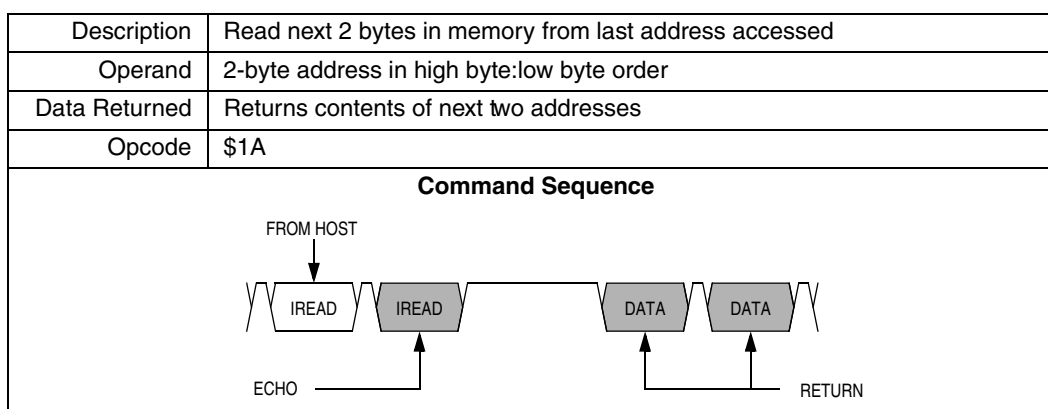 Description Read next 2 bytes in memory from last address accessed
Operand 2-byte address in high byte:low byte order
Data Returned Returns contents of next two addresses
Opcode $1A
Command Sequence
FROM HOST
IREAD IREAD DATA DATA
ECHO RETURN